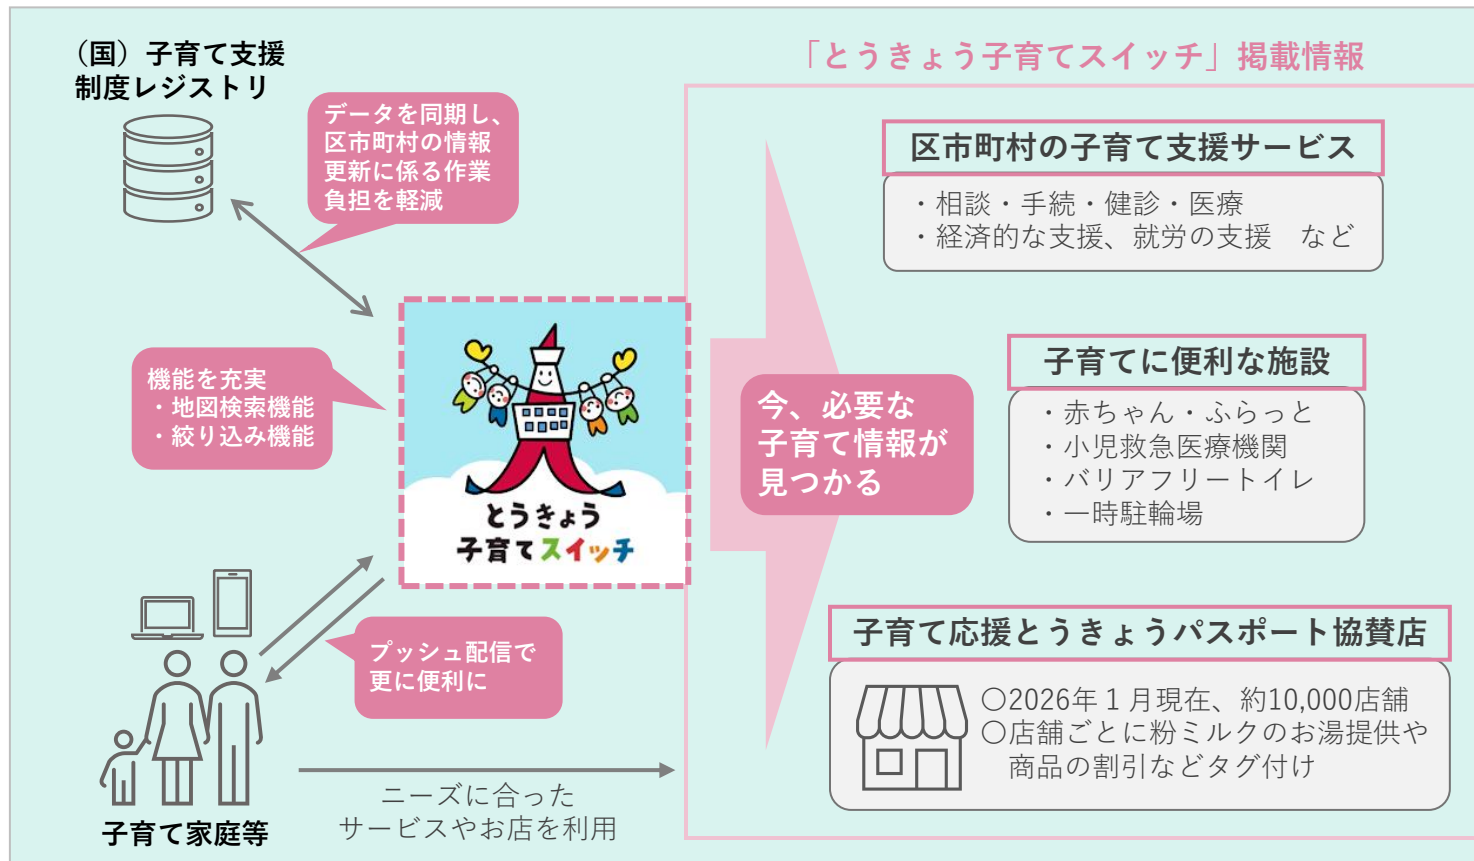 （国）子育て支援
制度レジストリ
データを同期し、
区市町村の情報
更新に係る作業
負担を軽減
機能を充実
・地図検索機能
・絞り込み機能
とうきょう
子育てスイッチ
プッシュ配信で
更に便利に
子育て家庭等
ニーズに合った
サービスやお店を利用
今、必要な
子育て情報が
見つかる
「とうきょう子育てスイッチ」掲載情報
区市町村の子育て支援サービス
・相談・手続・健診・医療
・経済的な支援、就労の支援　など
子育てに便利な施設
・赤ちゃん・ふらっと
・小児救急医療機関
・バリアフリートイレ
・一時駐輪場
子育て応援とうきょうパスポート協賛店
〇2026年１月現在、約10,000店舗
〇店舗ごとに粉ミルクのお湯提供や
商品の割引などタグ付け